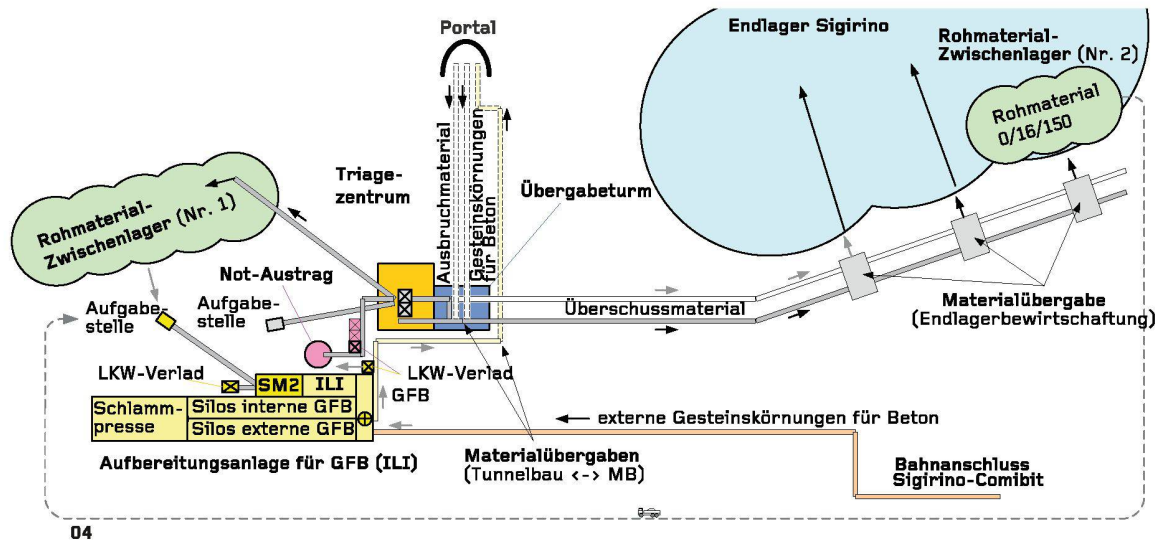 Portal
Endlager Sigirino
Rohmaterial-
Zwischenlager (Nr. 2)
Rohmaterial
0/16/150
Ausbruchmaterial
Gesteinskörnungen
für Beton
Triage-
zentrum
Übergabeturm
Rohmaterial-
Zwischenlager (Nr. 1)
Not-Austrag
Aufgabe-
stelle
Aufgabe-
stelle
Überschussmaterial
Materialübergabe
(Endlagerbewirtschaftung)
LKW-Verlad
SM2
ILI
LKW-Verlad
GFB
Schlamm-
presse
Silos interne GFB
Silos externe GFB
externe Gesteinskörnungen für Beton
Aufbereitungsanlage für GFB (ILI)
Materialübergaben
(Tunnelbau <-> MB)
Bahnanschluss
Sigirino-Comibit
04